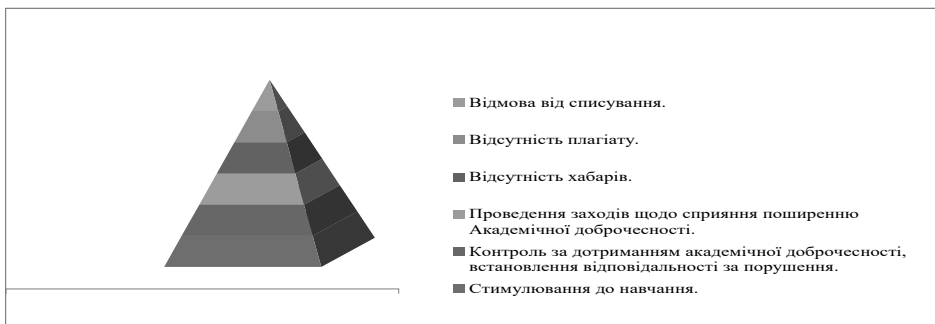 Відмова від списування.
Відсутність плагіату.
Відсутність хабарів.
Проведення заходів щодо сприяння поширенню
Академічної доброчесності.
Контроль за дотриманням академічної доброчесності,
встановлення відповідальності за порушення.
Стимулювання до навчання.